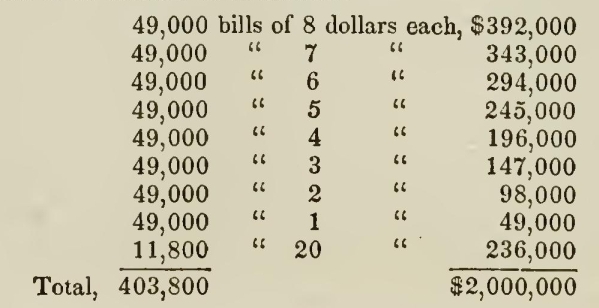 49,000 bills of 8 dollars each, $392,000
49,000 “ 7 “ 343,000
49,000 “ 6 “ 294,000
49,000 “ 5 “ 245,000
49,000 “ 4 “ 196,000
49,000 “ 3 “ 147,000
49,000 “ 2 “ 98,000
49,000 “ 1 “ 49,000
11,800 “ 20 “ 236,000
Total, 403,800 $2,000,000